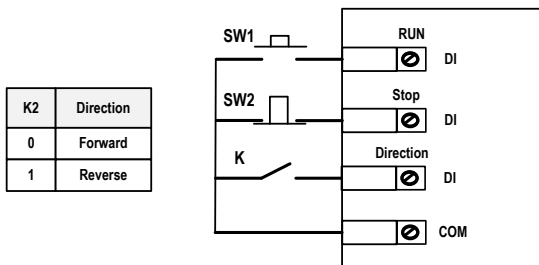 K2 Direction
0 Forward
1 Reverse
SW1
RUN
DI
SW2
Stop
DI
K
Direction
DI
COM